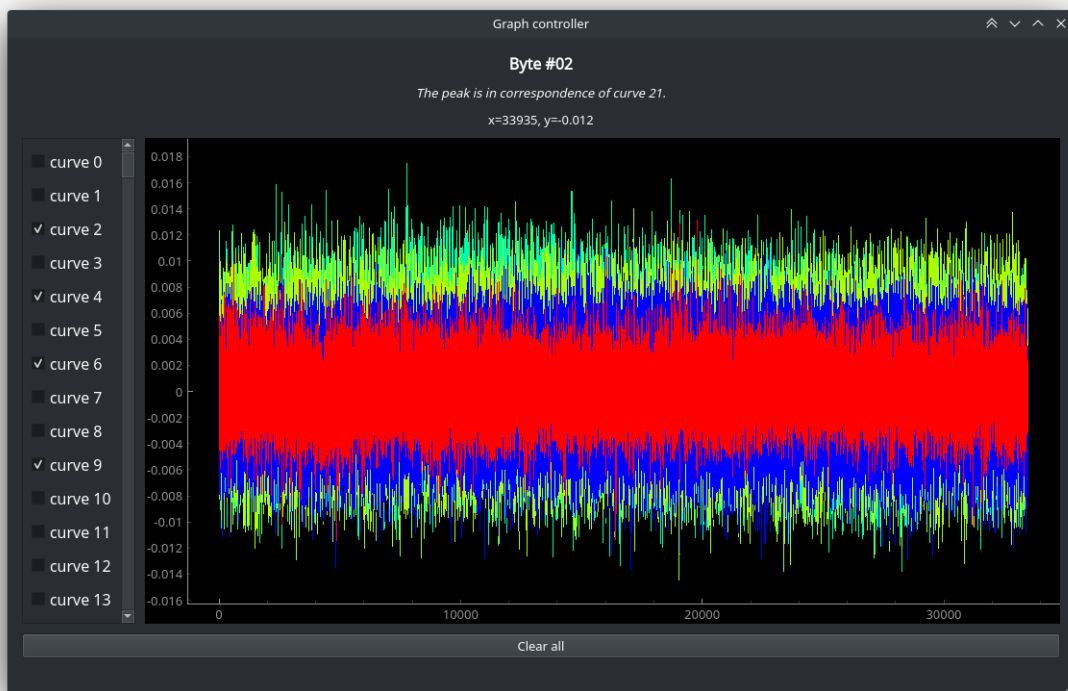 Graph controller
Byte #02
The peak is in correspondence of curve 21.
x=33935, y=-0.012
curve 0
curve 1
curve 2
curve 3
curve 4
curve 5
curve 6
curve 7
curve 8
curve 9
curve 10
curve 11
curve 12
curve 13
0.018
0.016
0.014
0.012
0.01
0.008
0.006
0.004
0.002
0
-0.002
-0.004
-0.006
-0.008
-0.01
-0.012
-0.014
-0.016
0
10000
20000
30000
Clear all